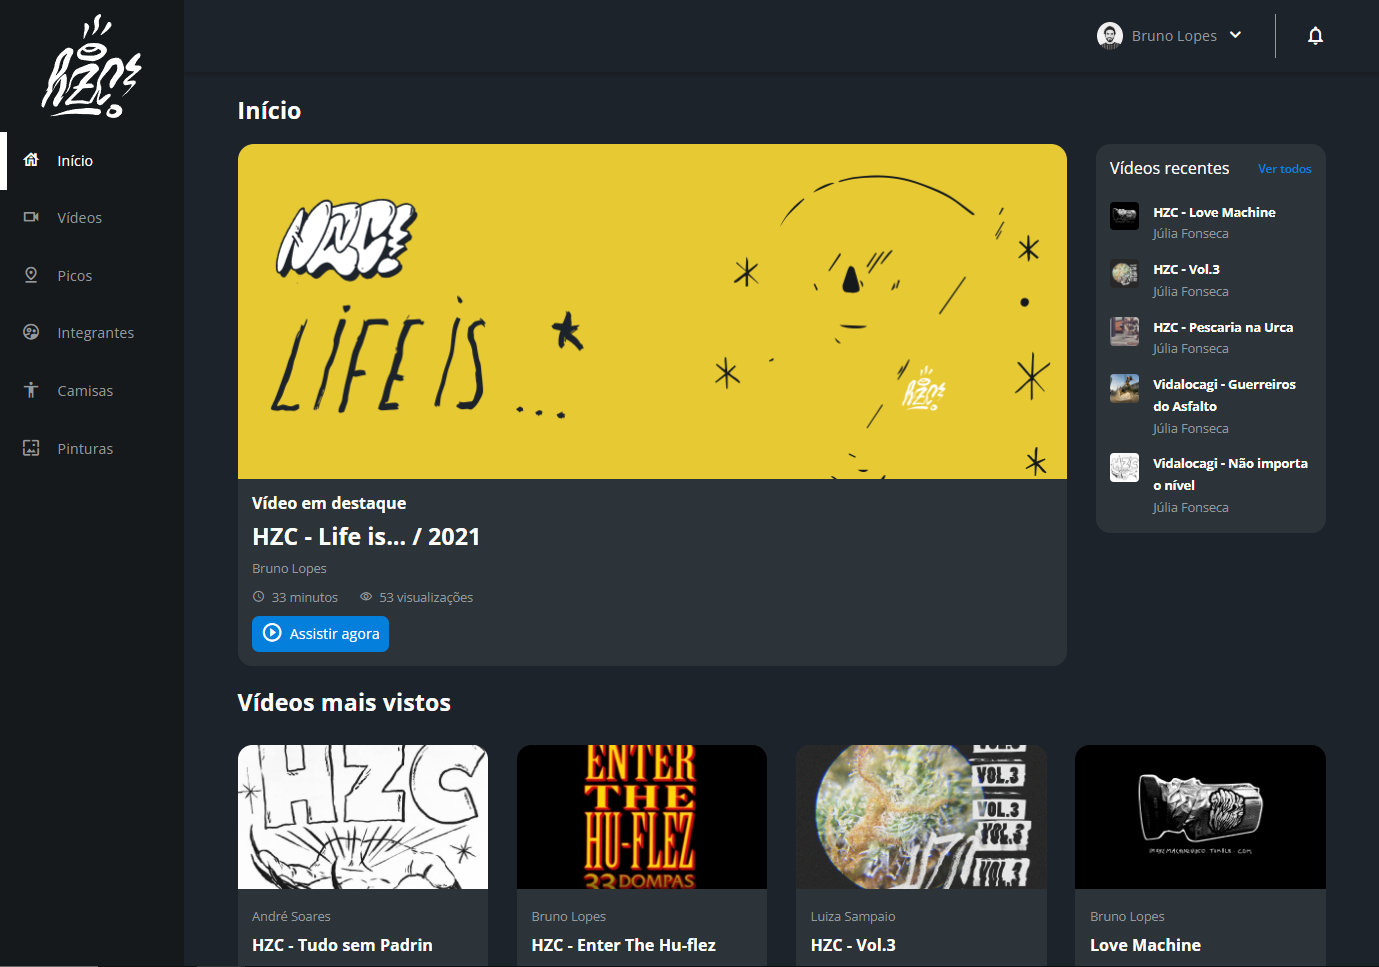 HZC
Bruno Lopes
Início
Vídeos
Picos
Integrantes
Camisas
Pinturas
Início
HZC!
LIFE IS ...
HZC
Vídeo em destaque
HZC - Life is... / 2021
Bruno Lopes
33 minutos
53 visualizações
Assistir agora
Vídeos recentes
Ver todos
HZC - Love Machine
Júlia Fonseca
HZC - Vol.3
Júlia Fonseca
HZC - Pescaria na Urca
Júlia Fonseca
Vidalocagi - Guerreiros
do Asfalto
Júlia Fonseca
Vidalocagi - Não importa
o nível
Júlia Fonseca
Vídeos mais vistos
HZC
André Soares
HZC - Tudo sem Padrin
ENTER
THE
HU-FLEZ
33 DOMPAS
Bruno Lopes
HZC - Enter The Hu-flez
VOL.3
VOL.3
VOL.3
Luiza Sampaio
HZC - Vol.3
Bruno Lopes
Love Machine